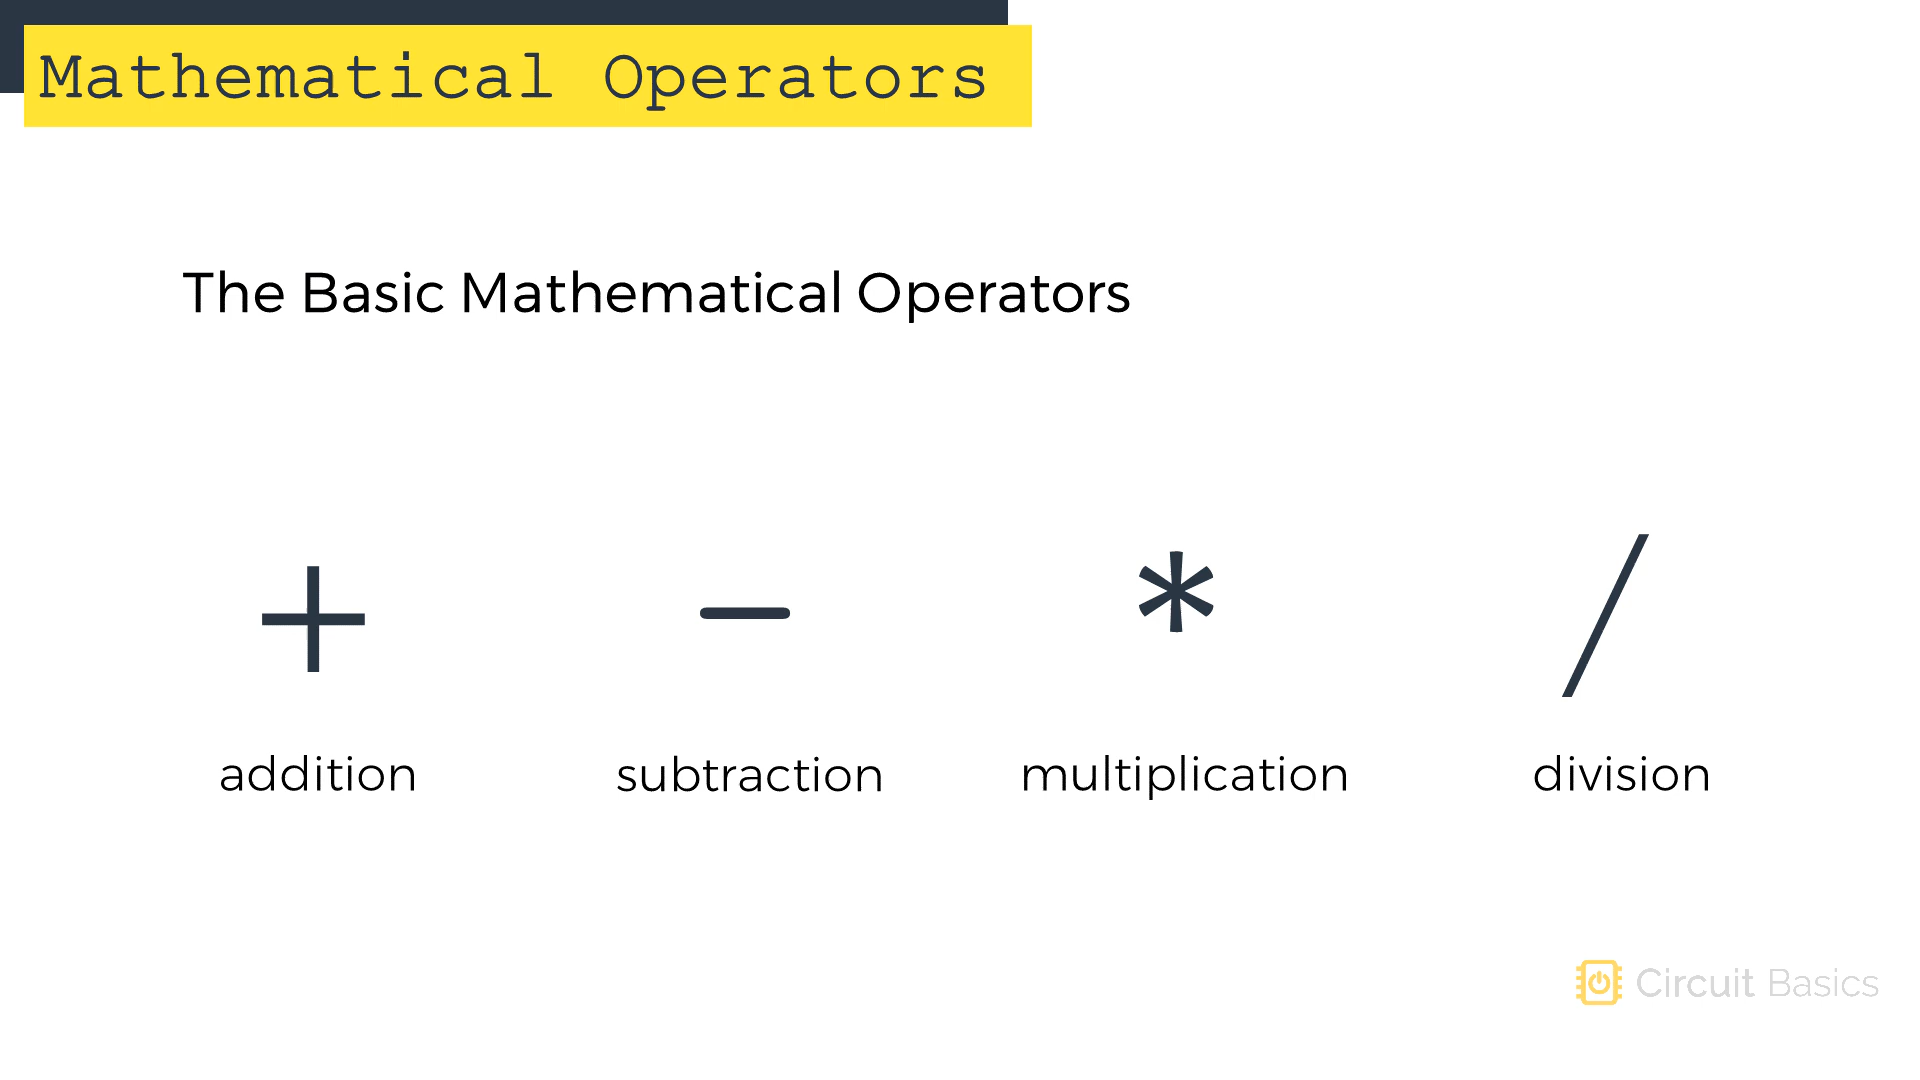 Mathematical Operators
The Basic Mathematical Operators
+ - * /
addition subtraction multiplication division
Circuit Basics